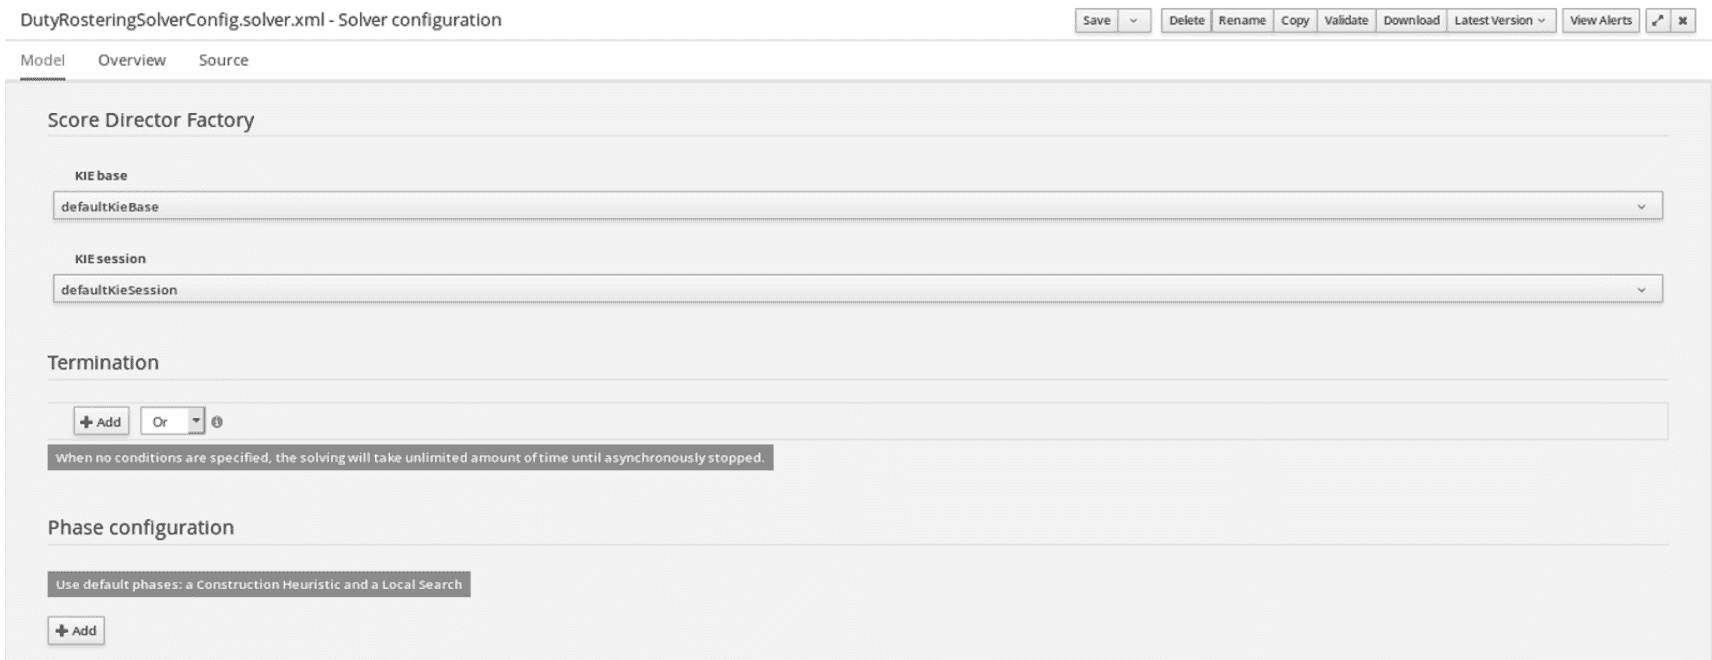 DutyRosteringSolverConfig.solver.xml - Solver configuration
Save Delete Rename Copy Validate Download Latest Version View Alerts
Model Overview Source
Score Director Factory
KIE base
defaultKieBase
KIE session
defaultKieSession
Termination
Add Or
When no conditions are specified, the solving will take unlimited amount of time until asynchronously stopped.
Phase configuration
Use default phases: a Construction Heuristic and a Local Search
Add